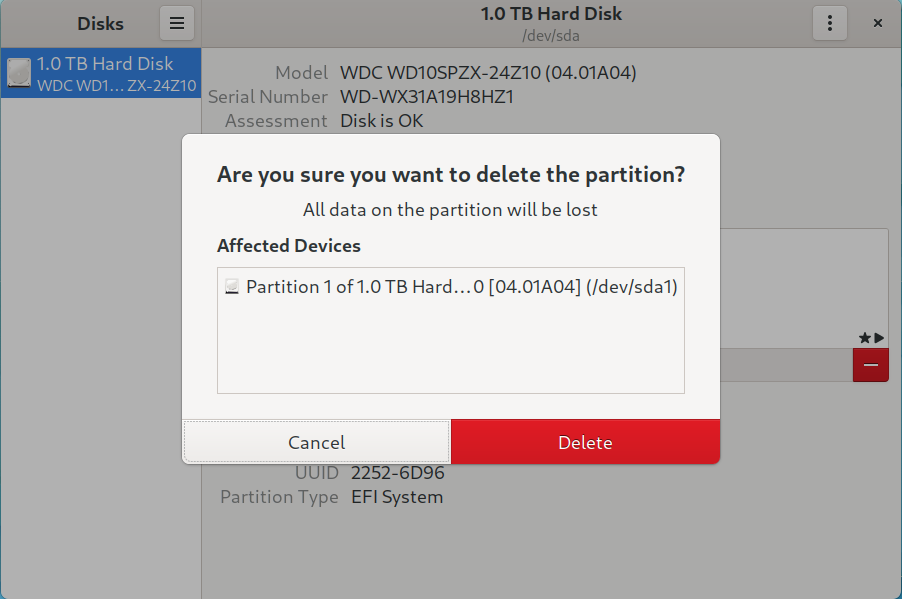 Disks
1.0 TB Hard Disk
/dev/sda
1.0 TB Hard Disk
WDC WD1… ZX-24Z10
Model WDC WD10SPZX-24Z10 (04.01A04)
Serial Number WD-WX31A19H8HZ1
Assessment Disk is OK
Are you sure you want to delete the partition?
All data on the partition will be lost
Affected Devices
Partition 1 of 1.0 TB Hard…0 [04.01A04] (/dev/sda1)
Cancel
Delete
UUID 2252-6D96
Partition Type EFI System